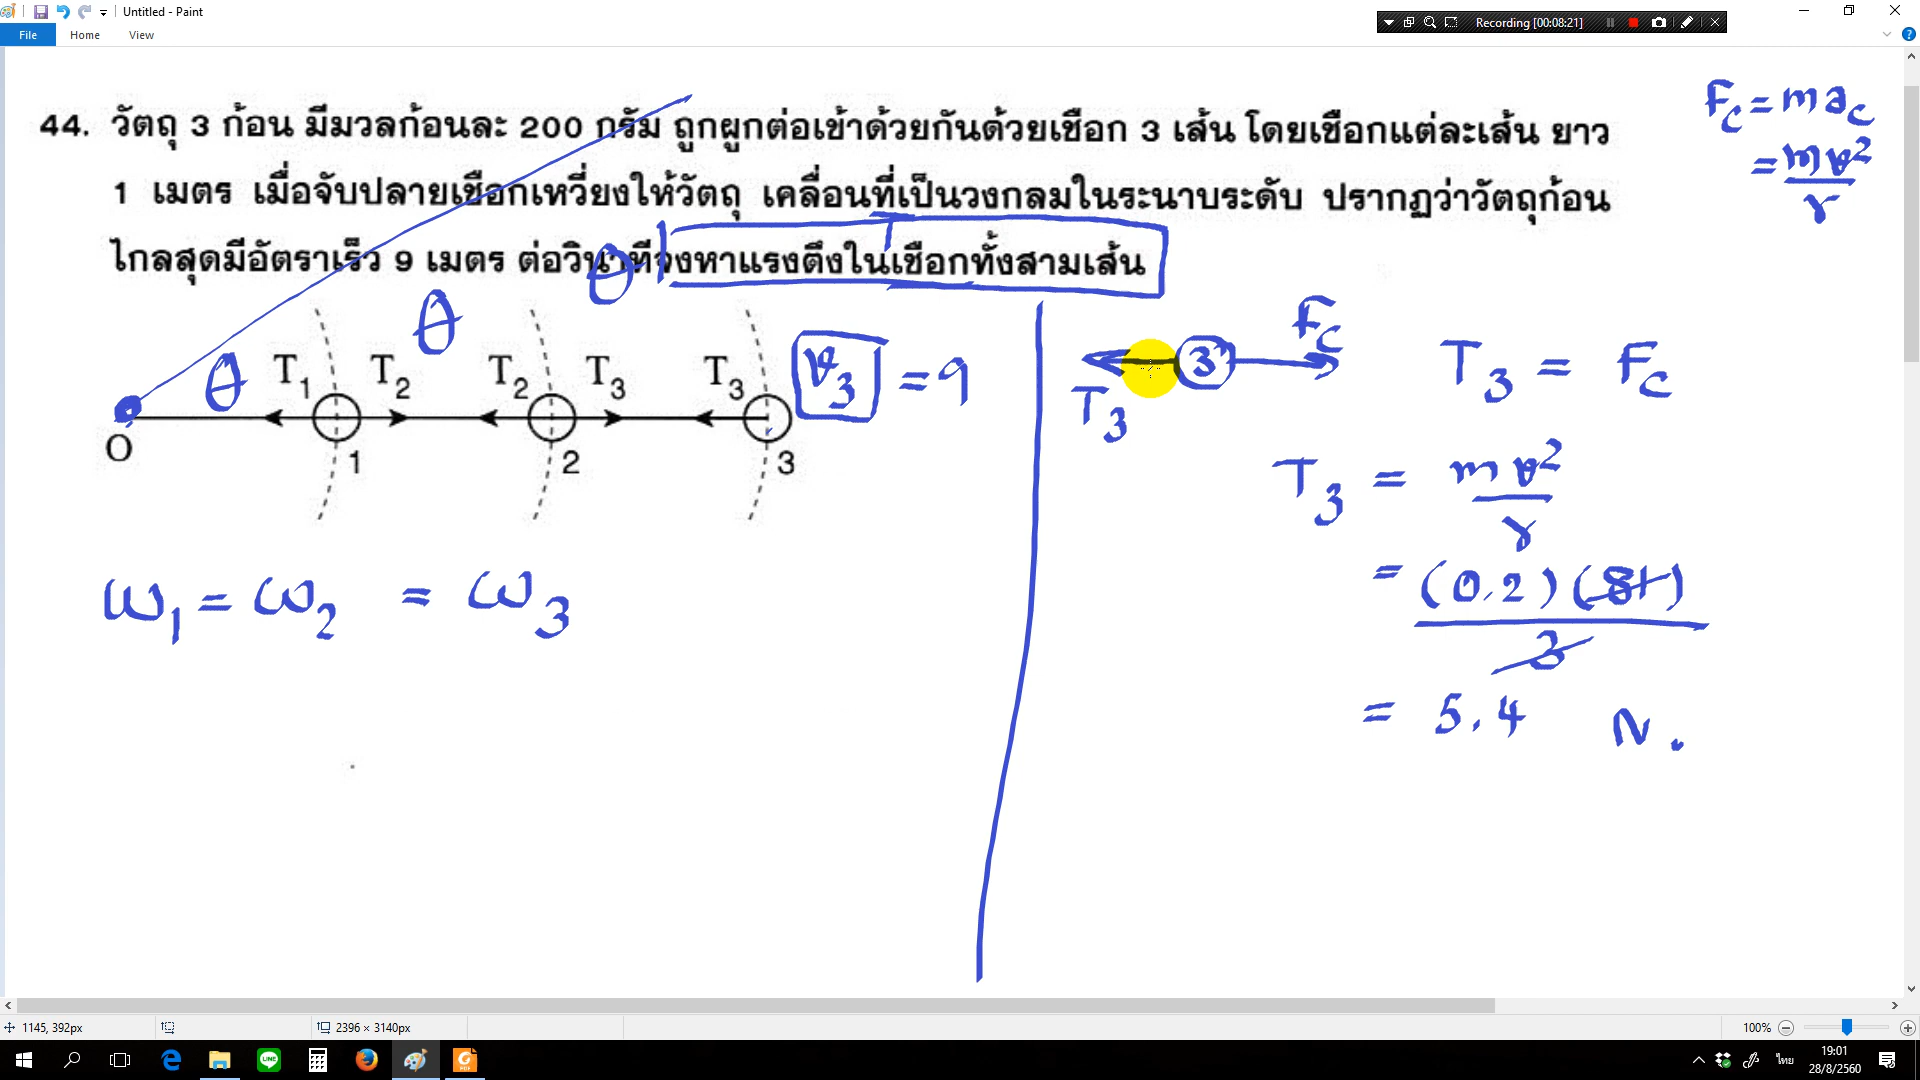 Untitled - Paint
Recording [00:08:21]
File Home View
44. วัตถุ 3 ก้อน มีมวลก้อนละ 200 กรัม ถูกผูกต่อเข้าด้วยกันด้วยเชือก 3 เส้น โดยเชือกแต่ละเส้น ยาว
1 เมตร เมื่อจับปลายเชือกเหวี่ยงให้วัตถุ เคลื่อนที่เป็นวงกลมในระนาบระดับ ปรากฏว่าวัตถุก้อน
ไกลสุดมีอัตราเร็ว 9 เมตร ต่อวินาทีจงหาแรงตึงในเชือกทั้งสามเส้น
F_c = m a_c
= mv²/r
θ θ θ
T₁ T₂ T₂ T₃ T₃
v₃ = 9
O 1 2 3
ω₁ = ω₂ = ω₃
F_c
3
T₃
T₃ = F_c
T₃ = mv²/r
= (0.2)(81)/3
= 5.4 N.
1145, 392px
2396 × 3140px
100%
ไทย
19:01
28/8/2560